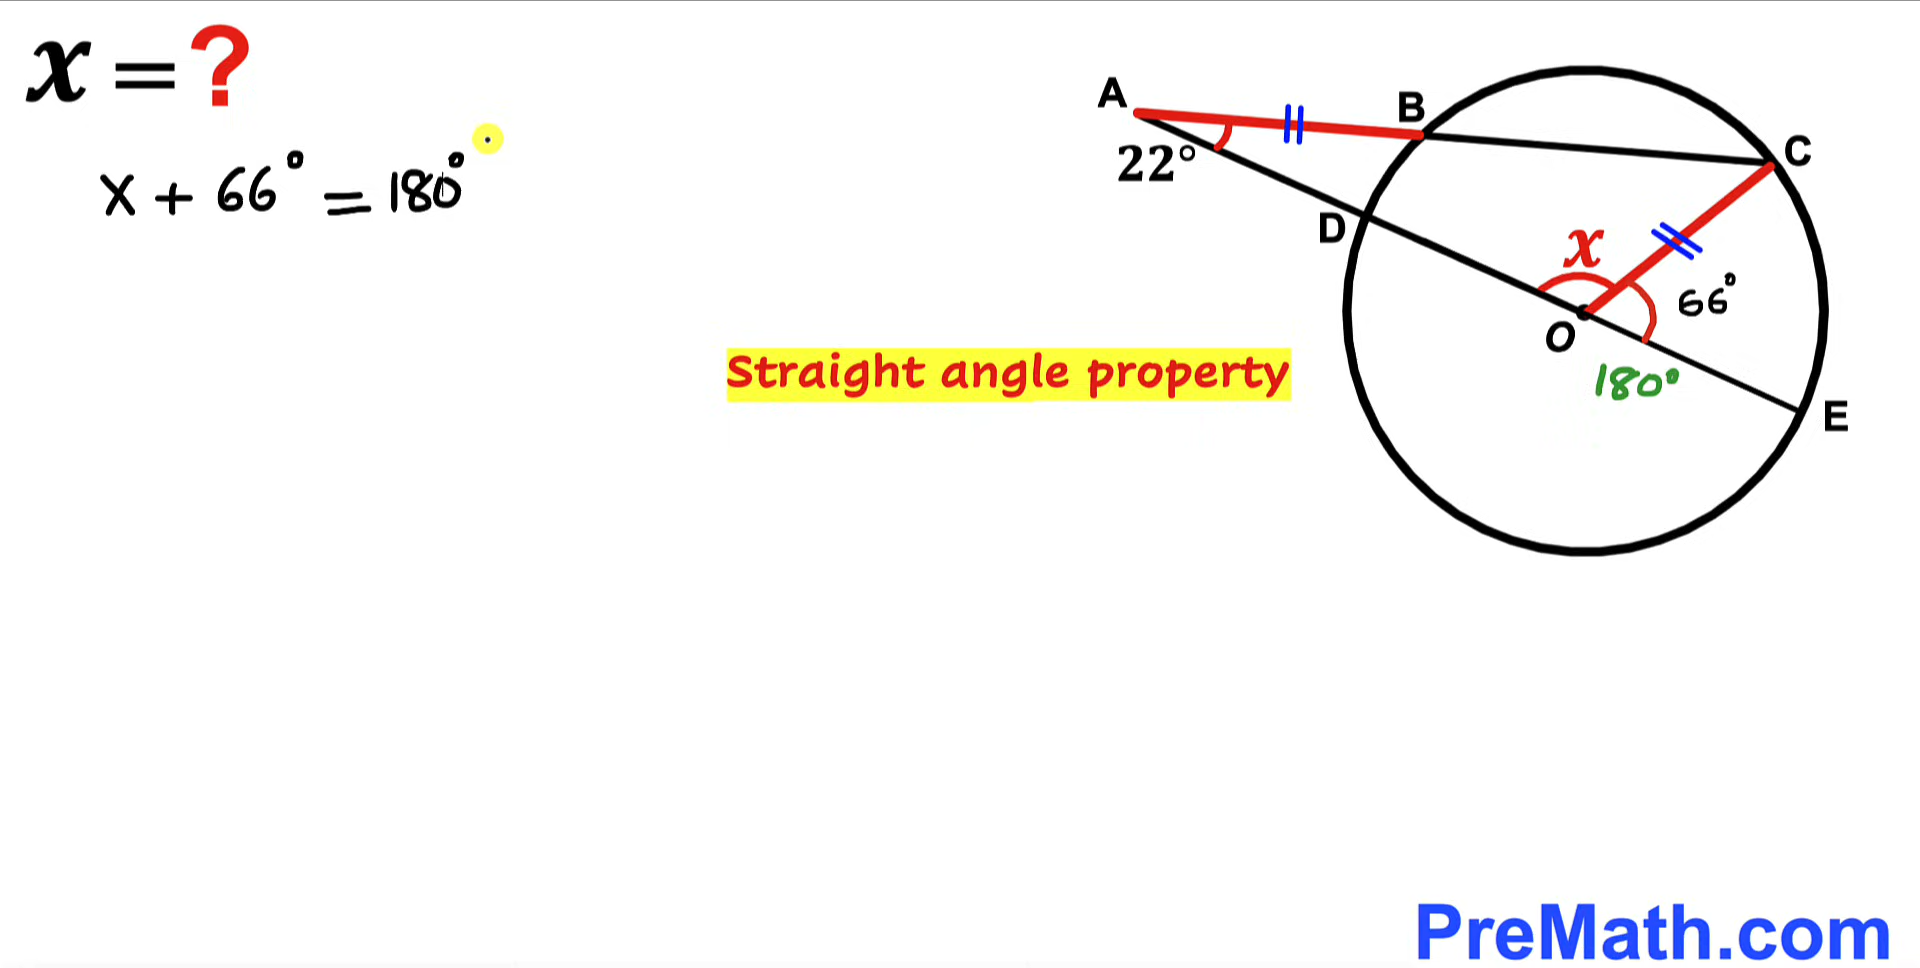 x = ?
x + 66° = 180°
A
B
C
22°
D
x
66°
O
180°
Straight angle property
E
PreMath.com